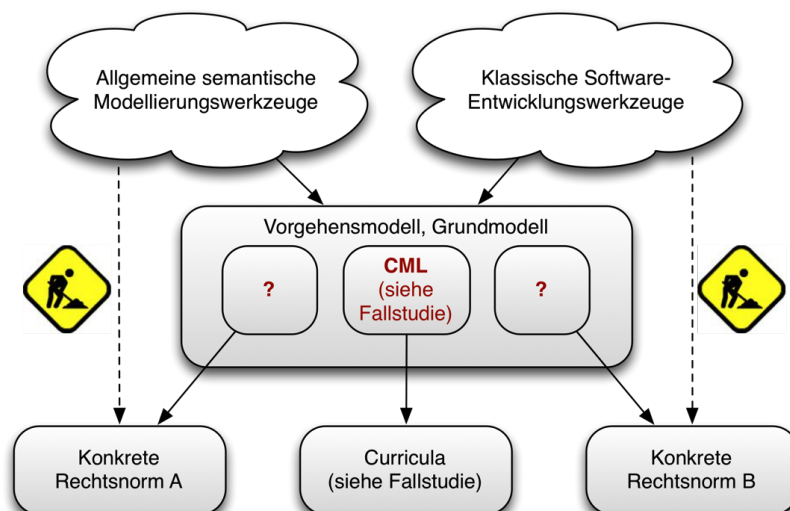 Allgemeine semantische
Modellierungswerkzeuge
Klassische Software-
Entwicklungswerkzeuge
Vorgehensmodell, Grundmodell
?
CML
(siehe
Fallstudie)
?
Konkrete
Rechtsnorm A
Curricula
(siehe Fallstudie)
Konkrete
Rechtsnorm B